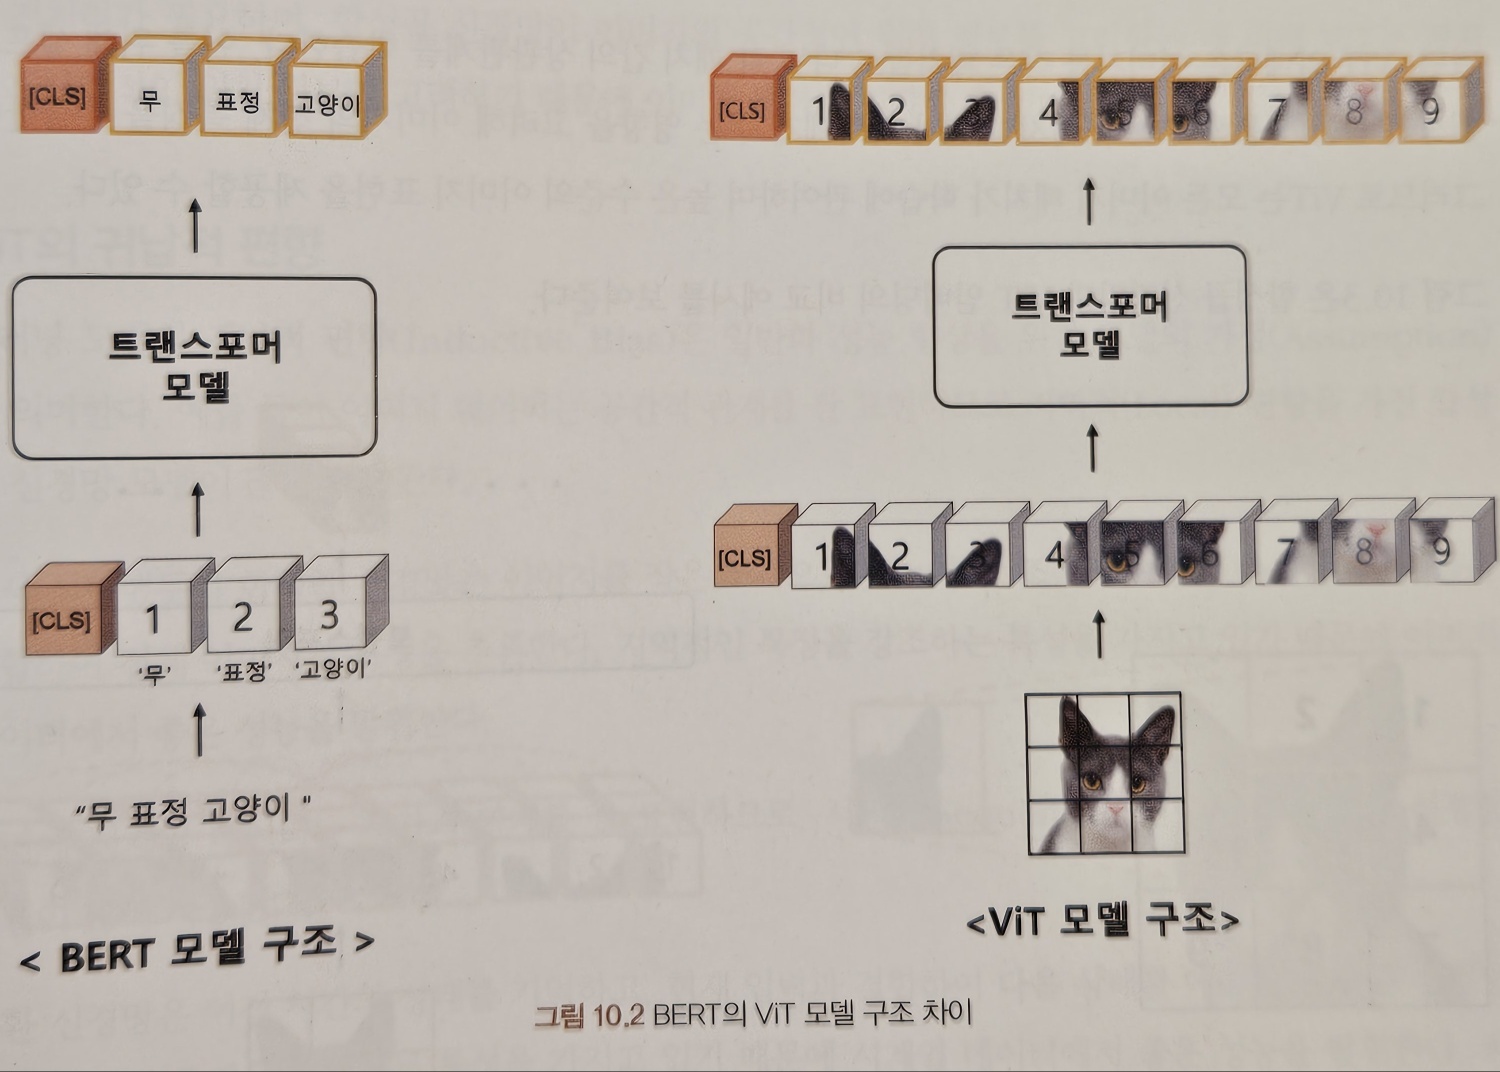 [CLS] 무 표정 고양이
트랜스포머
모델
[CLS] 1 2 3
‘무’ ‘표정’ ‘고양이’
“무 표정 고양이 "
< BERT 모델 구조 >
[CLS] 1 2 3 4 5 6 7 8 9
트랜스포머
모델
[CLS] 1 2 3 4 5 6 7 8 9
<ViT 모델 구조>
그림 10.2 BERT의 ViT 모델 구조 차이